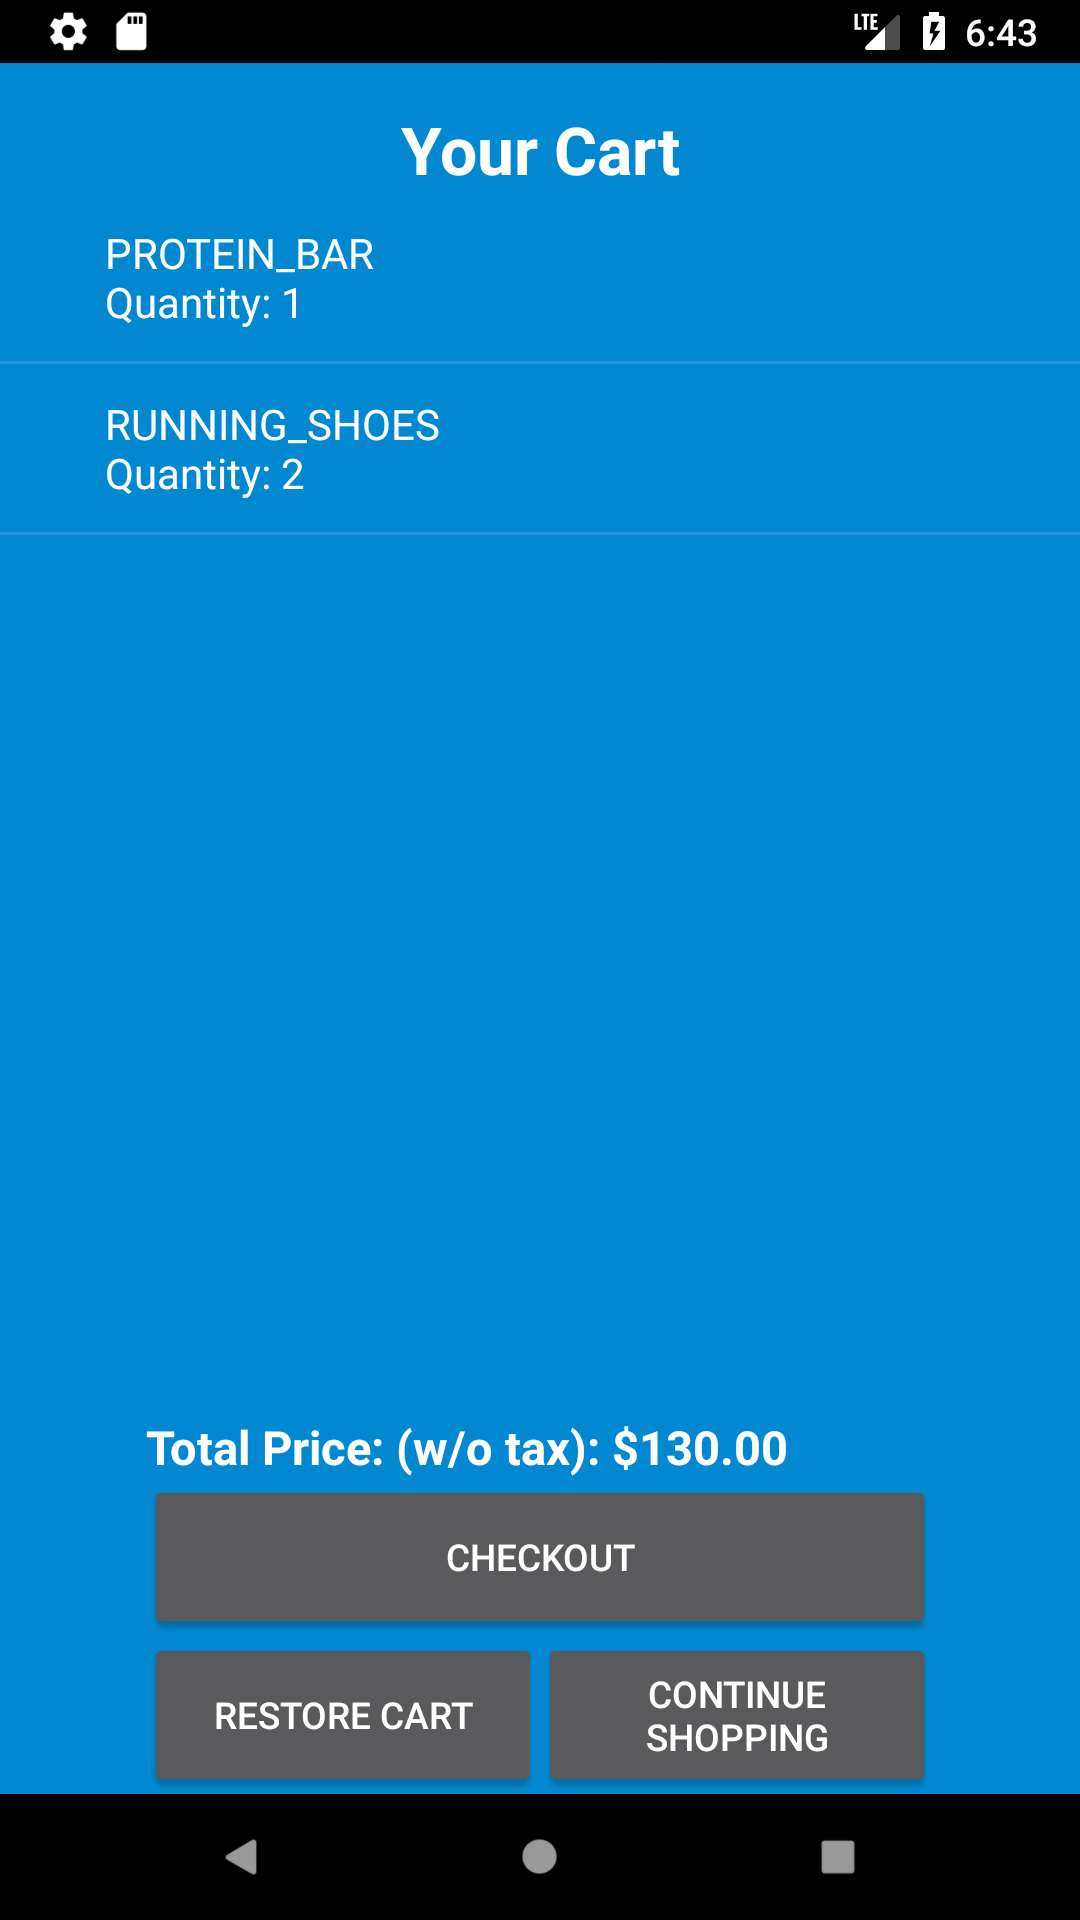 LTE 6:43
Your Cart
PROTEIN_BAR
Quantity: 1
RUNNING_SHOES
Quantity: 2
Total Price: (w/o tax): $130.00
CHECKOUT
RESTORE CART
CONTINUE
SHOPPING